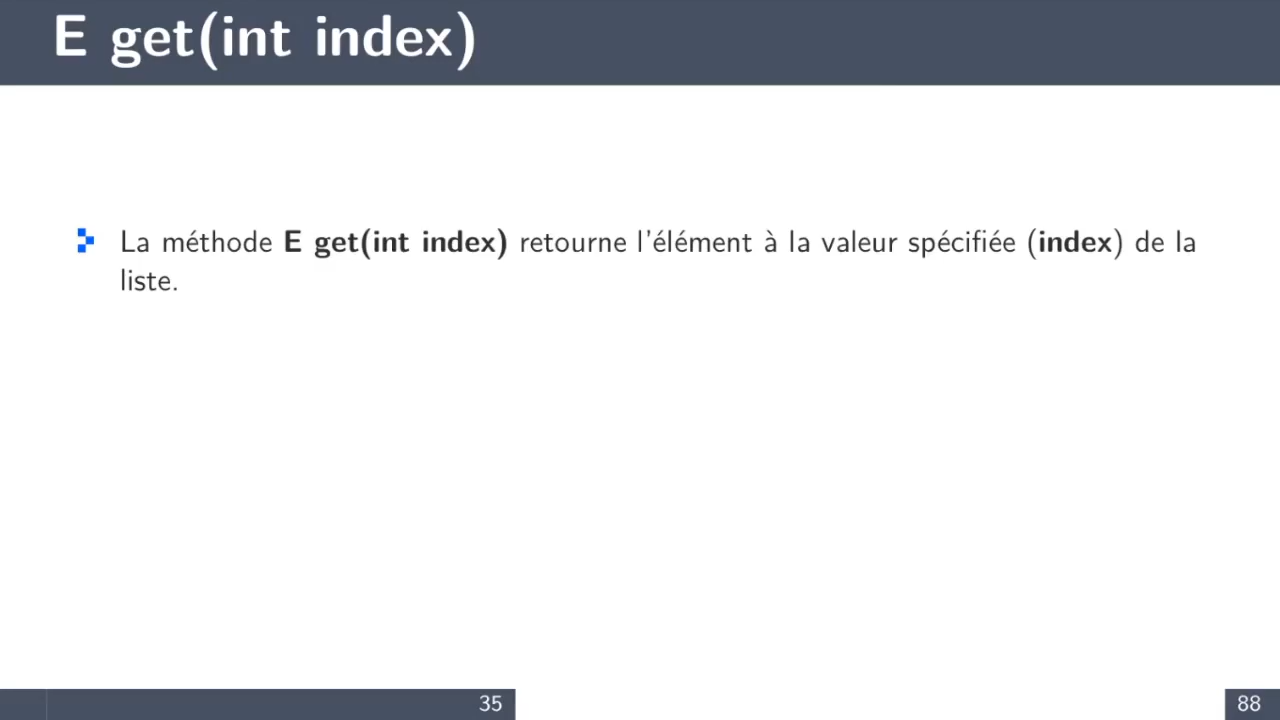 E get(int index)
La méthode E get(int index) retourne l'élément à la valeur spécifiée (index) de la
liste.
35
88